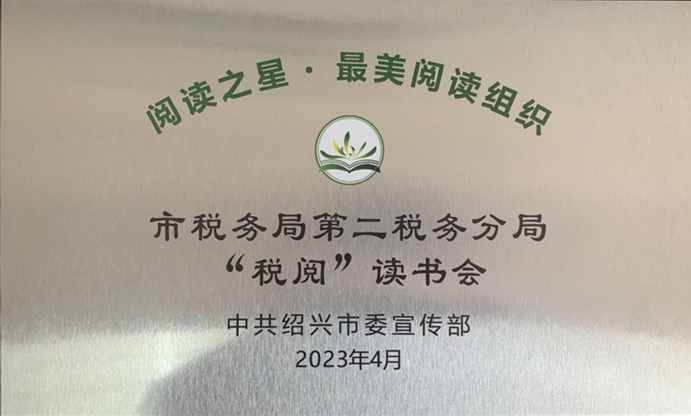 阅读之星·最美阅读组织
市税务局第二税务分局
“税阅”读书会
中共绍兴市委宣传部
2023年4月